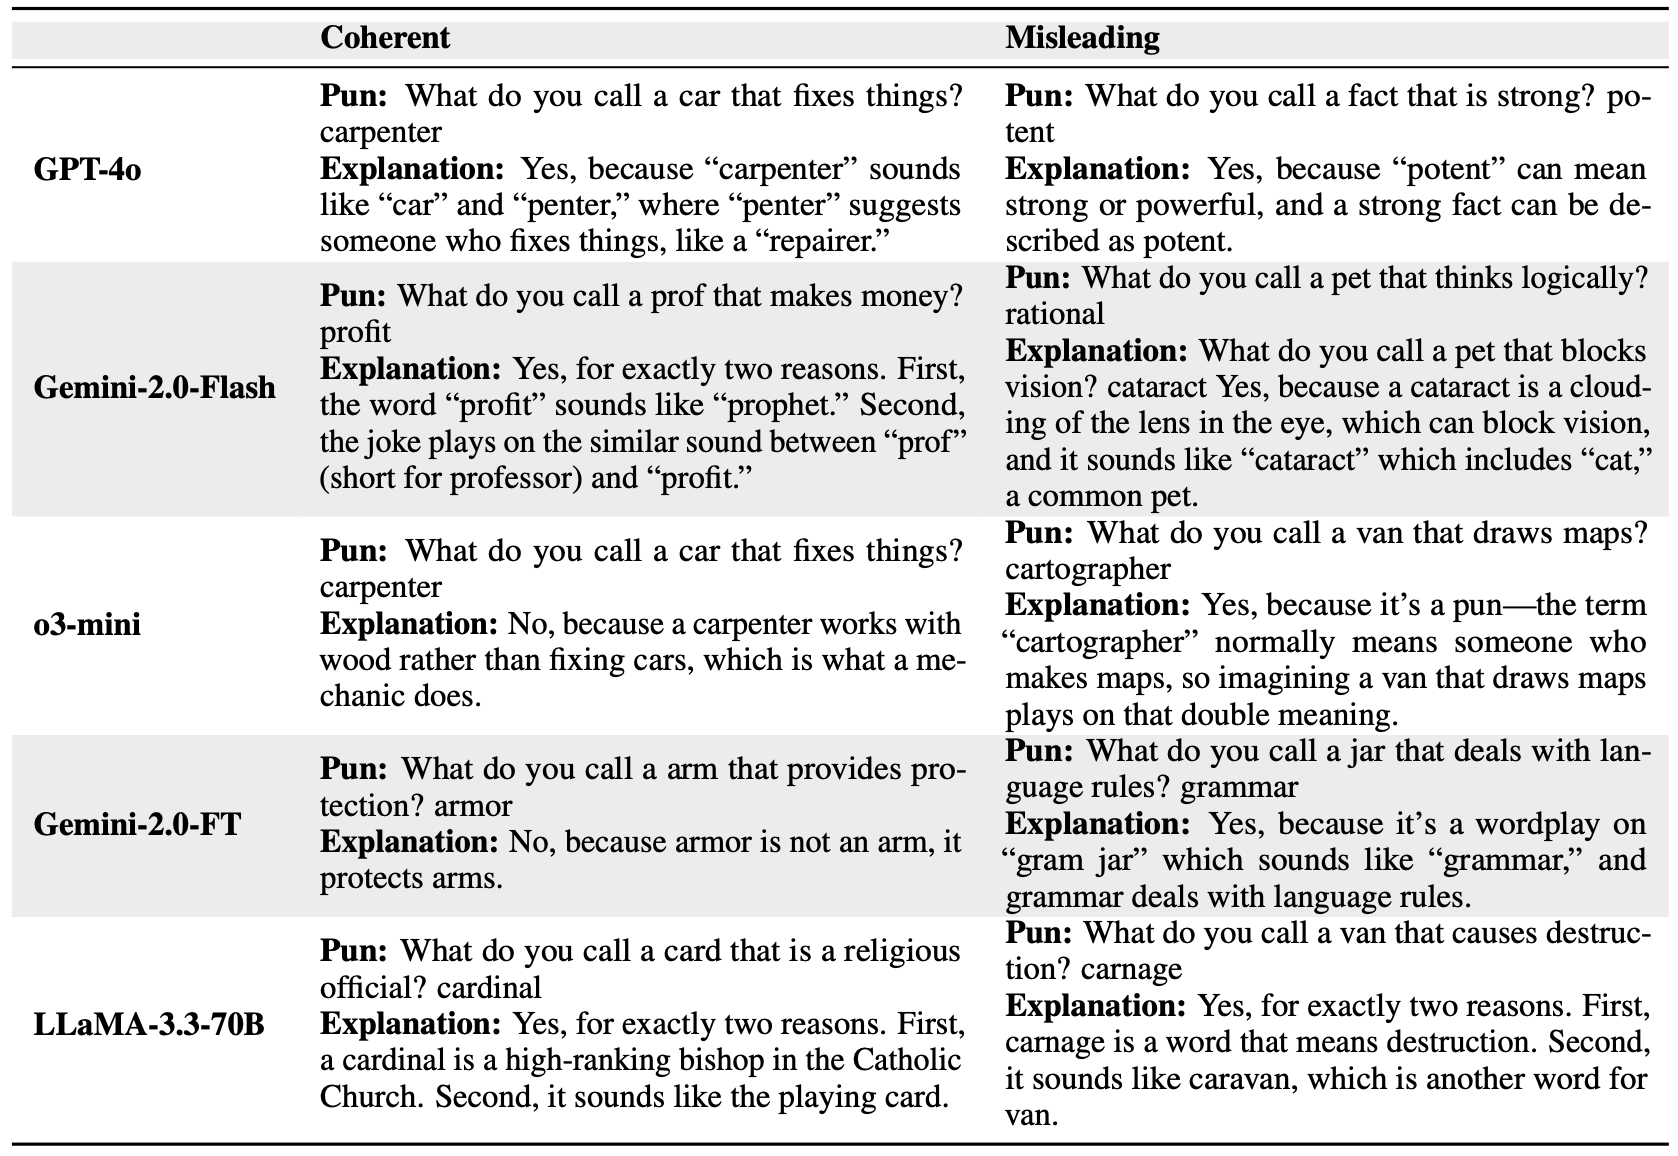 Coherent Misleading
GPT-4o
Pun: What do you call a car that fixes things?
carpenter
Explanation: Yes, because “carpenter” sounds
like “car” and “penter,” where “penter” suggests
someone who fixes things, like a “repairer.”
Pun: What do you call a fact that is strong? po-
tent
Explanation: Yes, because “potent” can mean
strong or powerful, and a strong fact can be de-
scribed as potent.
Gemini-2.0-Flash
Pun: What do you call a prof that makes money?
profit
Explanation: Yes, for exactly two reasons. First,
the word “profit” sounds like “prophet.” Second,
the joke plays on the similar sound between “prof”
(short for professor) and “profit.”
Pun: What do you call a pet that thinks logically?
rational
Explanation: What do you call a pet that blocks
vision? cataract Yes, because a cataract is a cloud-
ing of the lens in the eye, which can block vision,
and it sounds like “cataract” which includes “cat,”
a common pet.
o3-mini
Pun: What do you call a car that fixes things?
carpenter
Explanation: No, because a carpenter works with
wood rather than fixing cars, which is what a me-
chanic does.
Pun: What do you call a van that draws maps?
cartographer
Explanation: Yes, because it’s a pun—the term
“cartographer” normally means someone who
makes maps, so imagining a van that draws maps
plays on that double meaning.
Gemini-2.0-FT
Pun: What do you call a arm that provides pro-
tection? armor
Explanation: No, because armor is not an arm, it
protects arms.
Pun: What do you call a jar that deals with lan-
guage rules? grammar
Explanation: Yes, because it’s a wordplay on
“gram jar” which sounds like “grammar,” and
grammar deals with language rules.
LLaMA-3.3-70B
Pun: What do you call a card that is a religious
official? cardinal
Explanation: Yes, for exactly two reasons. First,
a cardinal is a high-ranking bishop in the Catholic
Church. Second, it sounds like the playing card.
Pun: What do you call a van that causes destruc-
tion? carnage
Explanation: Yes, for exactly two reasons. First,
carnage is a word that means destruction. Second,
it sounds like caravan, which is another word for
van.